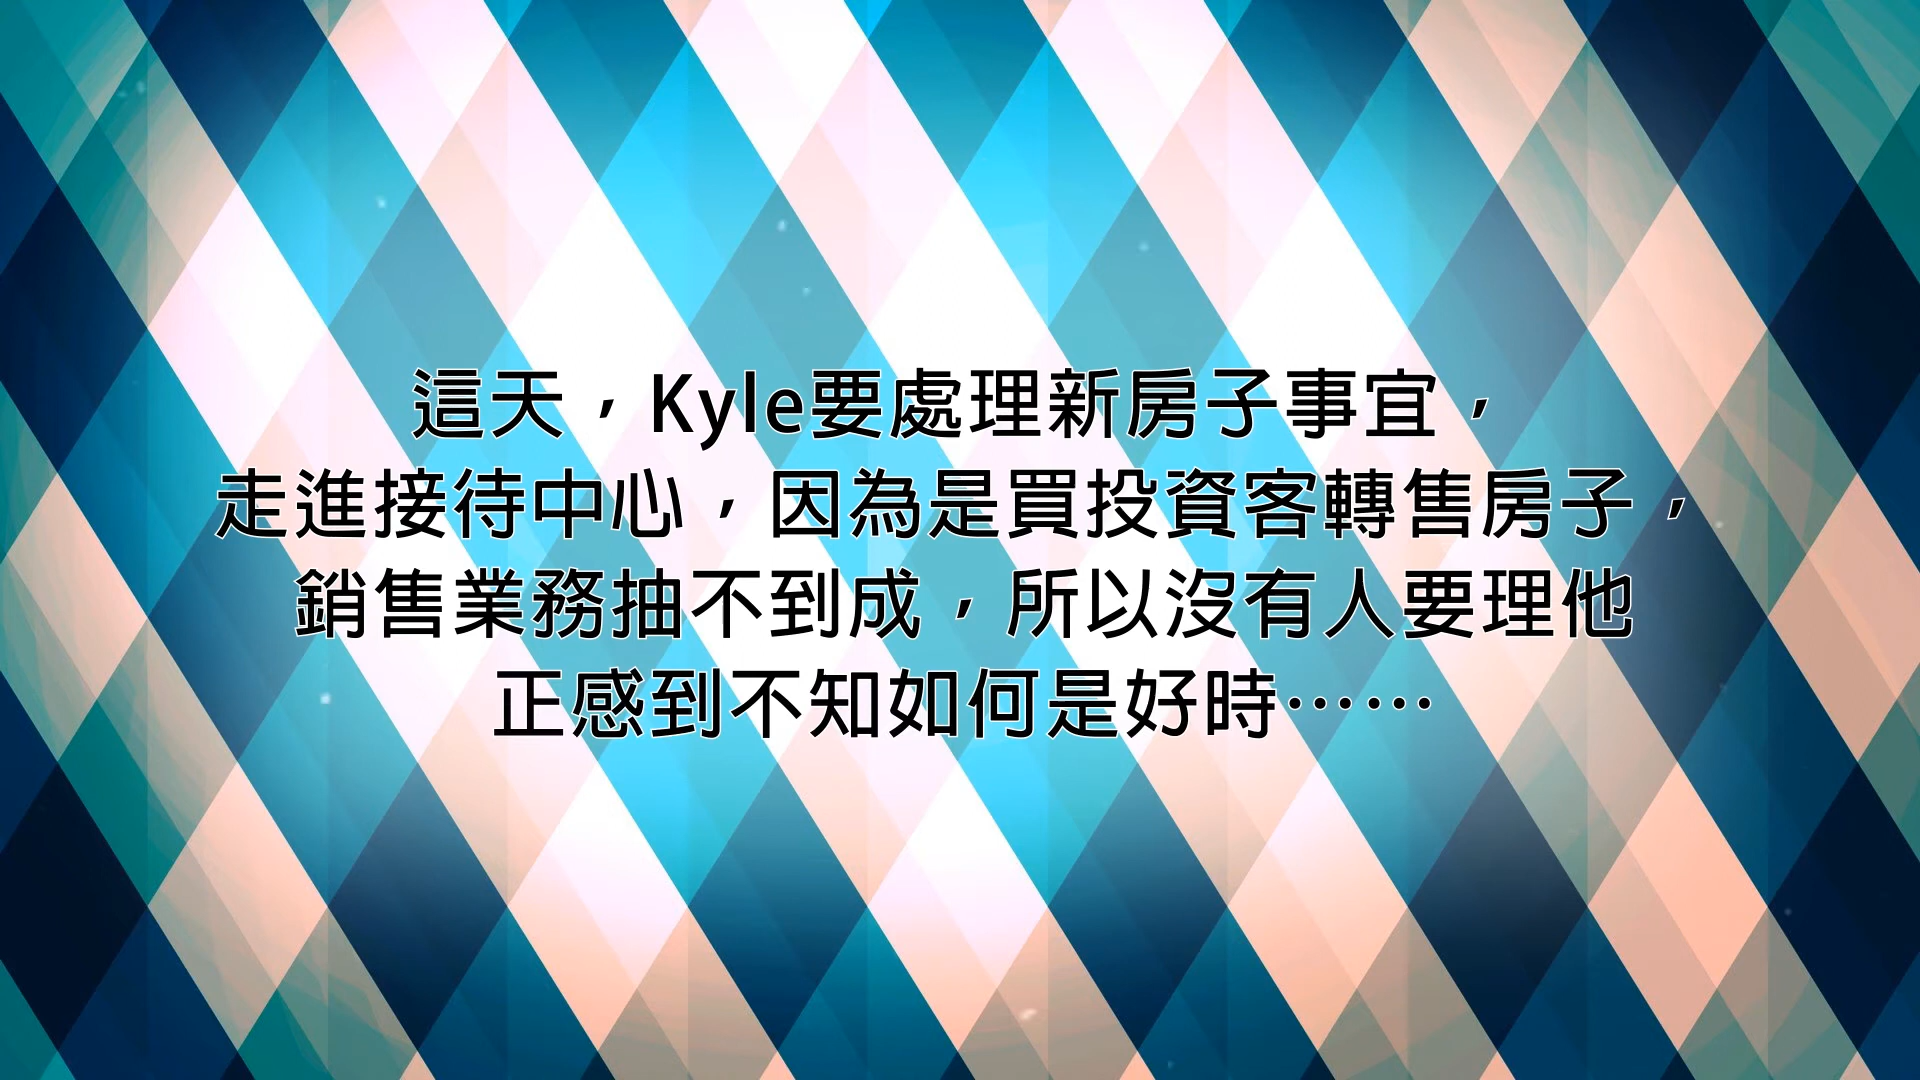 這天，Kyle要處理新房子事宜，
走進接待中心，因為是買投資客轉售房子，
銷售業務抽不到成，所以沒有人要理他
正感到不知如何是好時……